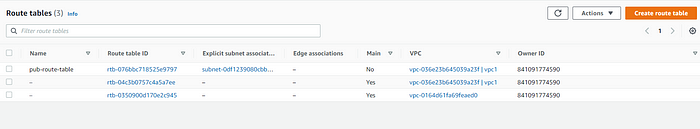 Route tables (3) Info
Actions
Create route table
Filter route tables
1
Name Route table ID Explicit subnet associat... Edge associations Main VPC Owner ID
pub-route-table rtb-076bbc718525e9797 subnet-0df1239080cbb... – No vpc-036e23b645039a23f | vpc1 841091774590
– rtb-04c3b0757c4a5a7ee – – Yes vpc-036e23b645039a23f | vpc1 841091774590
– rtb-0350900d170e2c945 – – Yes vpc-0164d61fa69feaed0 841091774590